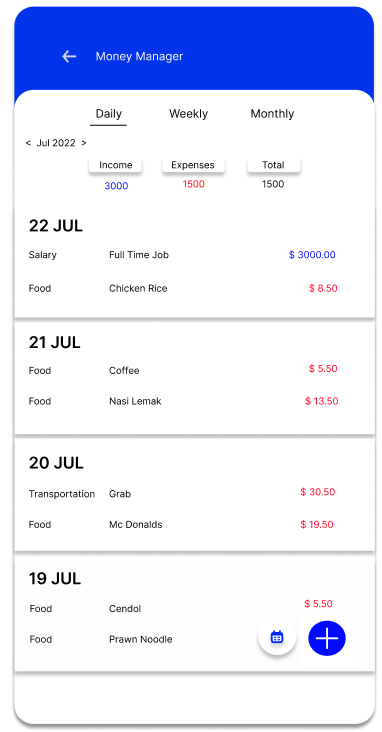 Money Manager
Daily Weekly Monthly
< Jul 2022 >
Income Expenses Total
3000 1500 1500
22 JUL
Salary Full Time Job $ 3000.00
Food Chicken Rice $ 8.50
21 JUL
Food Coffee $ 5.50
Food Nasi Lemak $ 13.50
20 JUL
Transportation Grab $ 30.50
Food Mc Donalds $ 19.50
19 JUL
Food Cendol $ 5.50
Food Prawn Noodle